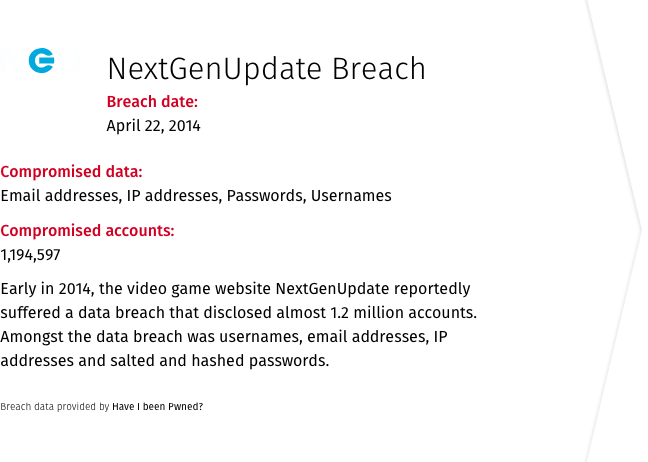 NextGenUpdate Breach
Breach date:
April 22, 2014
Compromised data:
Email addresses, IP addresses, Passwords, Usernames
Compromised accounts:
1,194,597
Early in 2014, the video game website NextGenUpdate reportedly
suffered a data breach that disclosed almost 1.2 million accounts.
Amongst the data breach was usernames, email addresses, IP
addresses and salted and hashed passwords.
Breach data provided by Have I been Pwned?